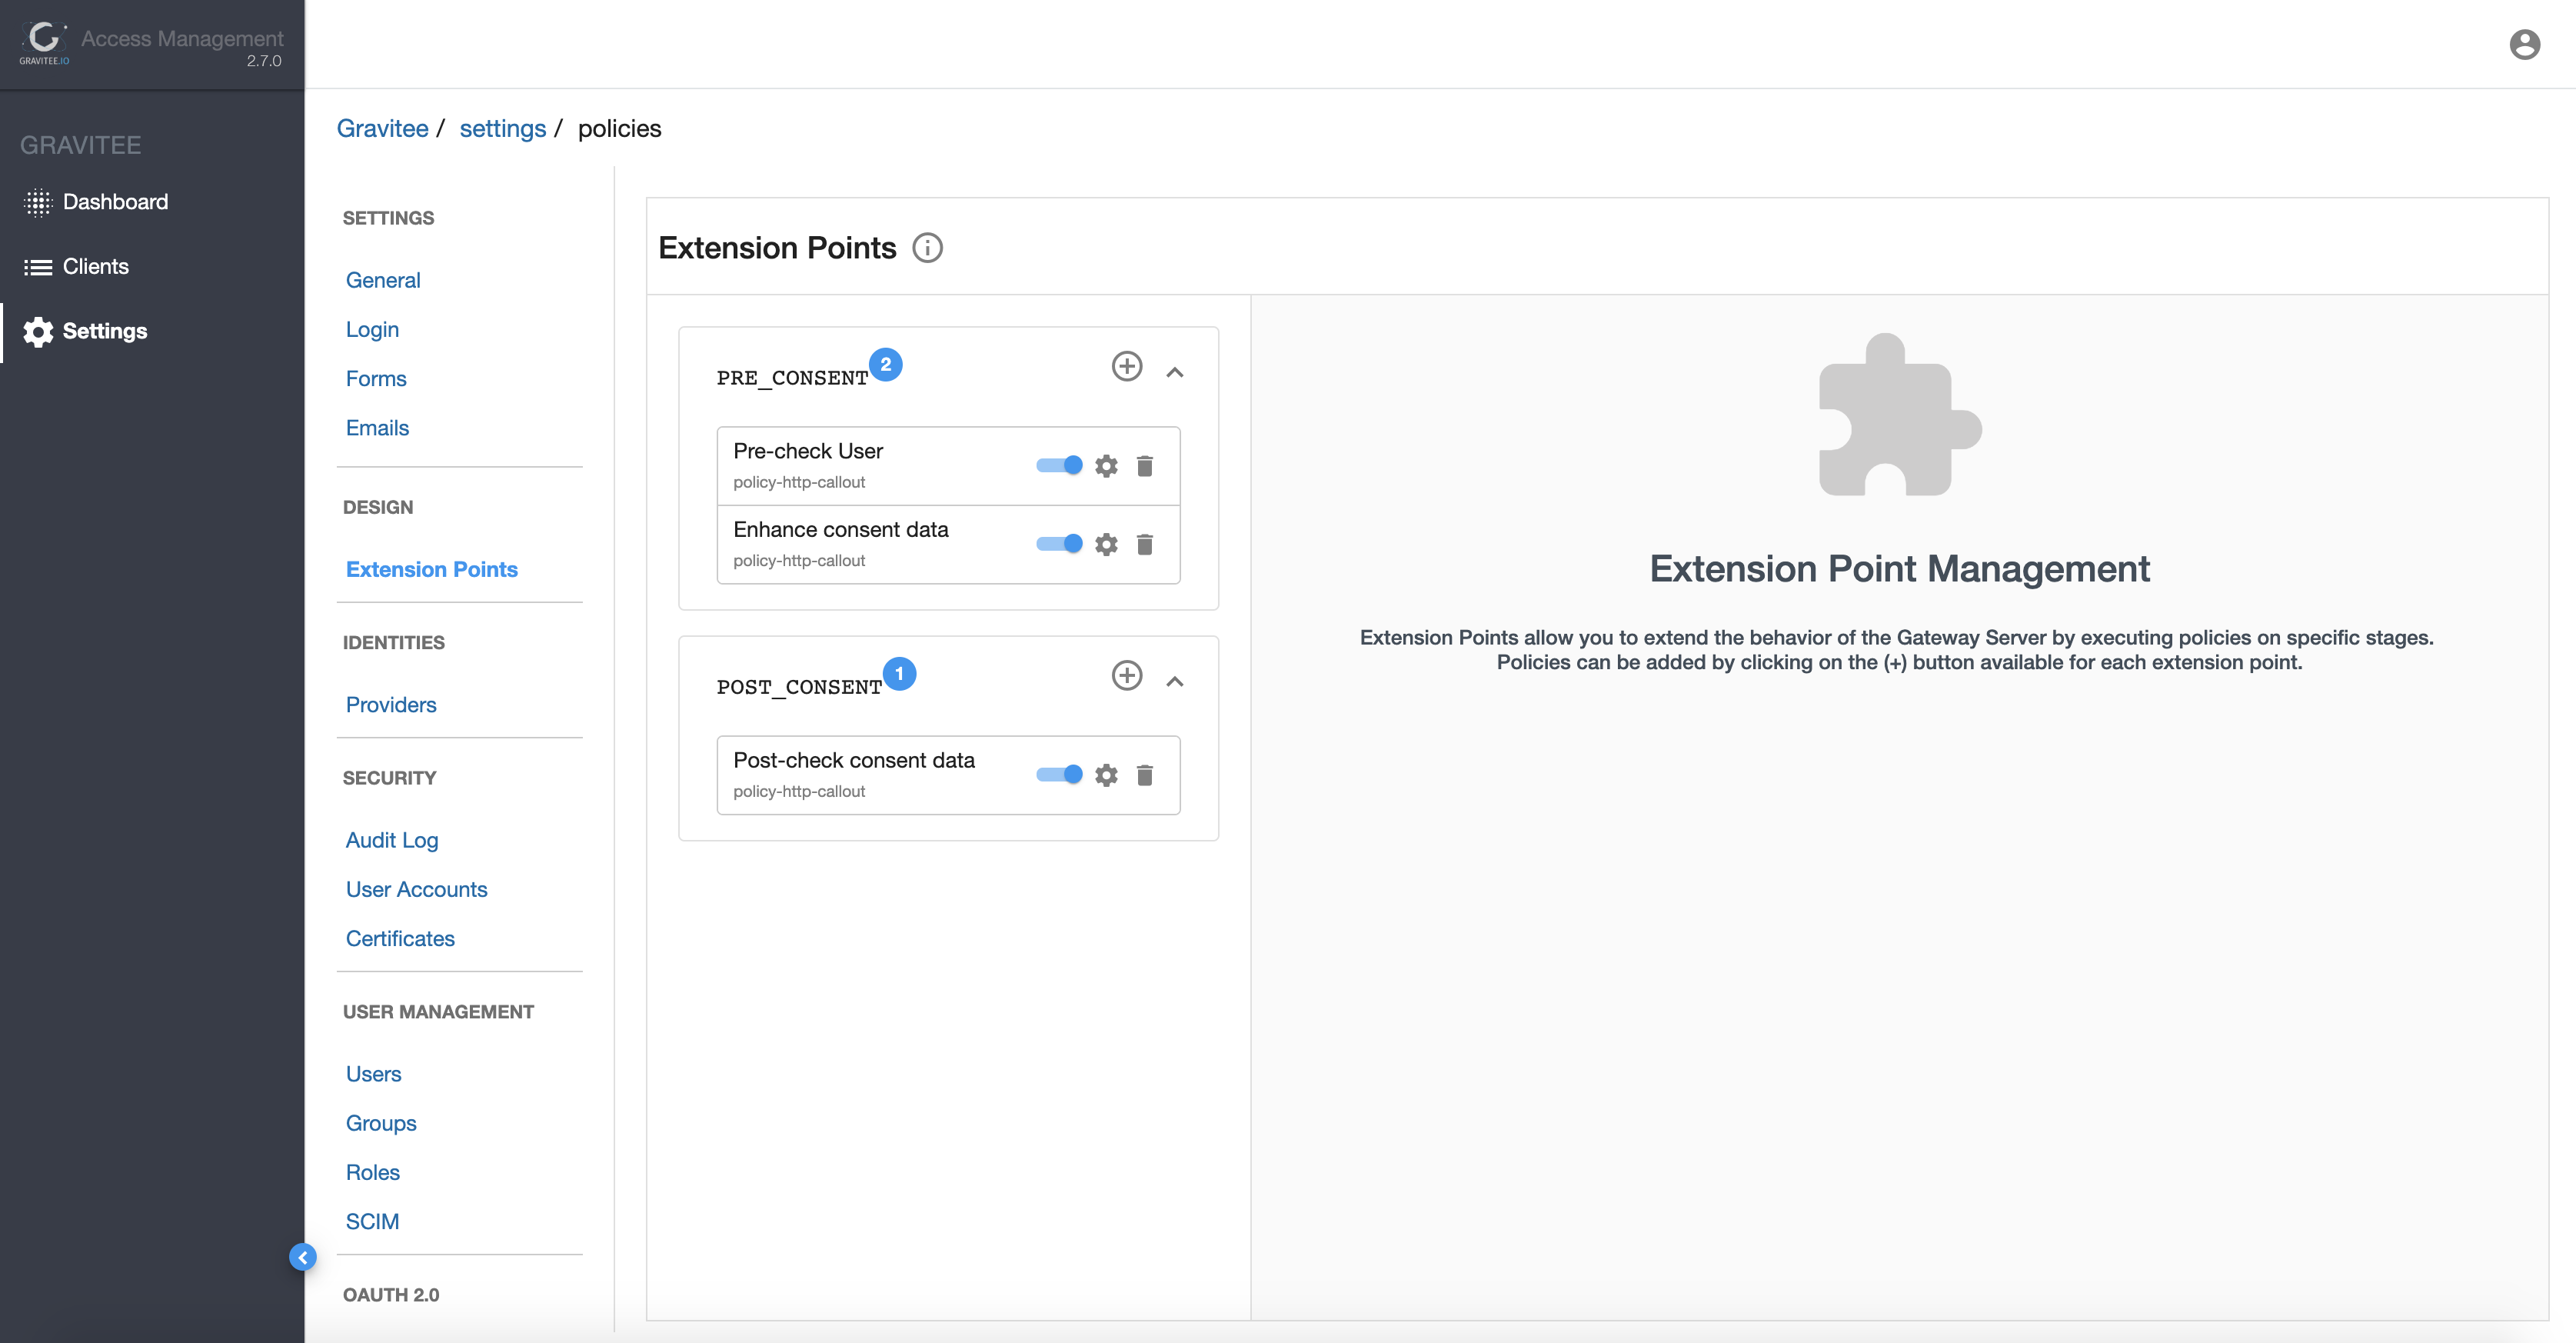 Access Management
GRAVITEE.IO
2.7.0
GRAVITEE
Dashboard
Clients
Settings
Gravitee / settings / policies
SETTINGS
General
Login
Forms
Emails
DESIGN
Extension Points
IDENTITIES
Providers
SECURITY
Audit Log
User Accounts
Certificates
USER MANAGEMENT
Users
Groups
Roles
SCIM
OAUTH 2.0
Extension Points
PRE_CONSENT 2
Pre-check User
policy-http-callout
Enhance consent data
policy-http-callout
POST_CONSENT 1
Post-check consent data
policy-http-callout
Extension Point Management
Extension Points allow you to extend the behavior of the Gateway Server by executing policies on specific stages.
Policies can be added by clicking on the (+) button available for each extension point.